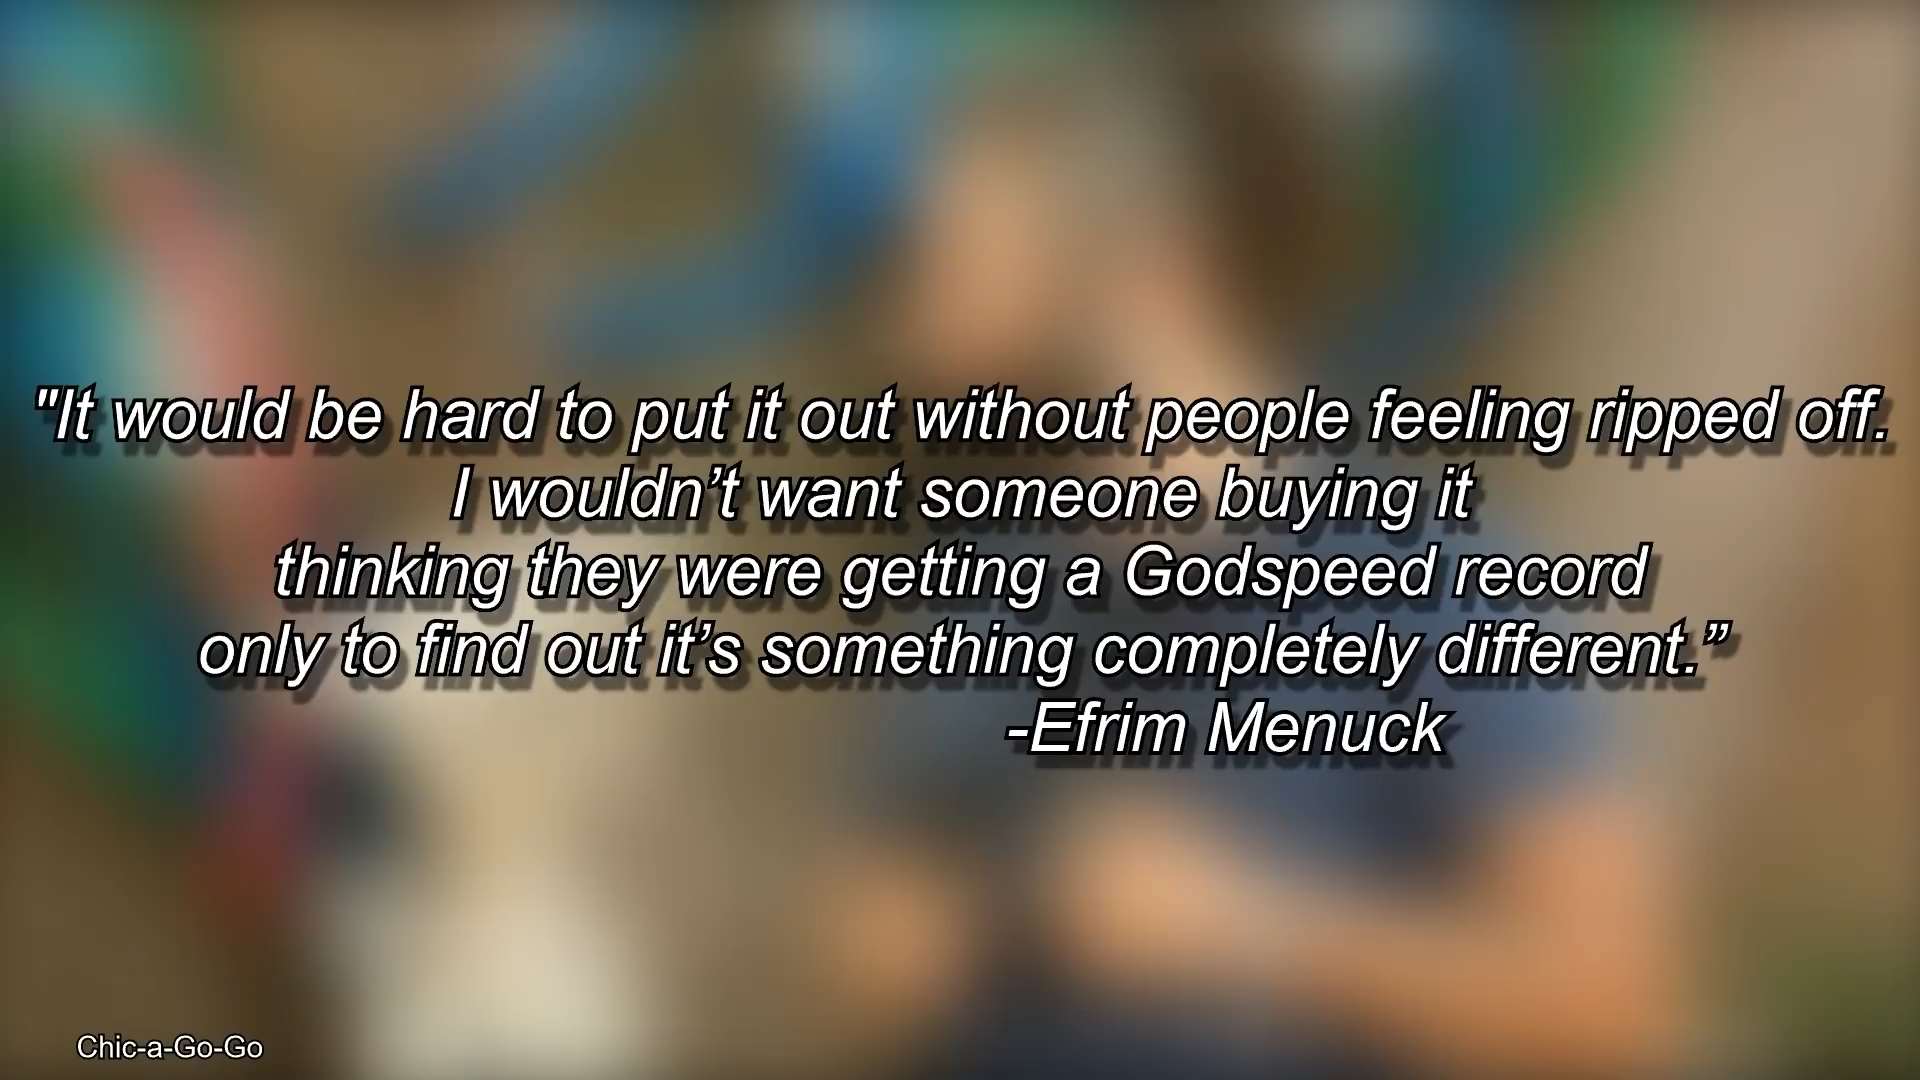 "It would be hard to put it out without people feeling ripped off.
I wouldn’t want someone buying it
thinking they were getting a Godspeed record
only to find out it’s something completely different.”
-Efrim Menuck
Chic-a-Go-Go